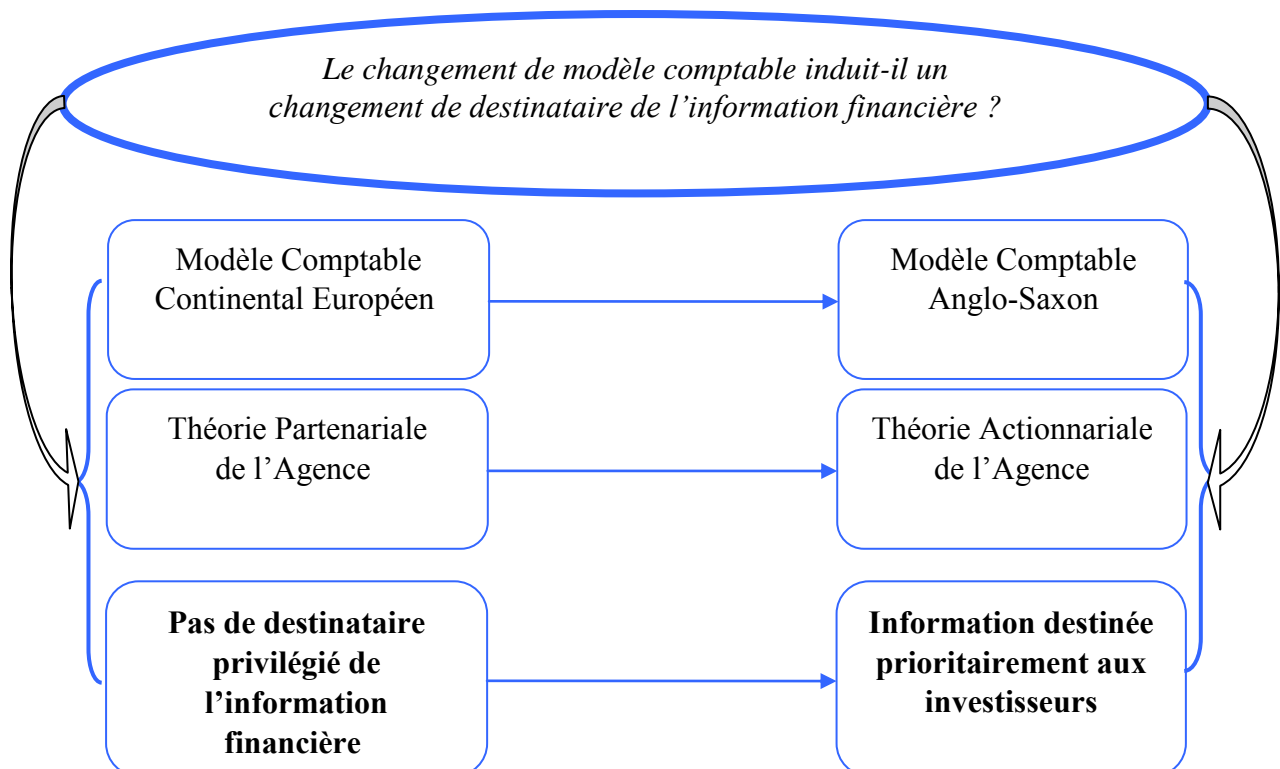 Le changement de modèle comptable induit-il un
changement de destinataire de l’information financière ?
Modèle Comptable
Continental Européen
Modèle Comptable
Anglo-Saxon
Théorie Partenariale
de l’Agence
Théorie Actionnariale
de l’Agence
Pas de destinataire
privilégié de
l’information
financière
Information destinée
prioritairement aux
investisseurs